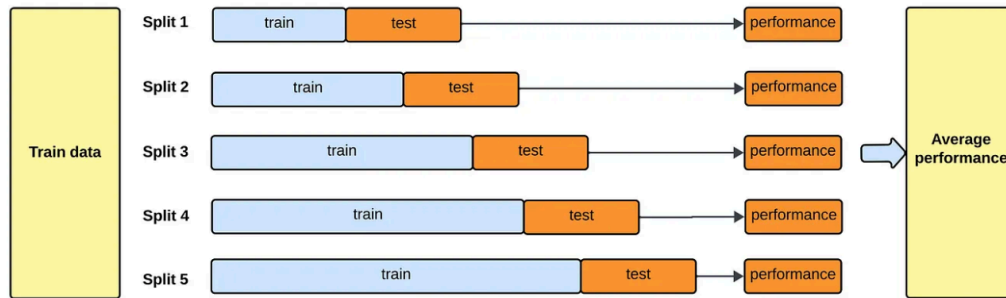 Split 1
train
test
performance
Split 2
train
test
performance
Train data
Split 3
train
test
performance
Average
performance
Split 4
train
test
performance
Split 5
train
test
performance